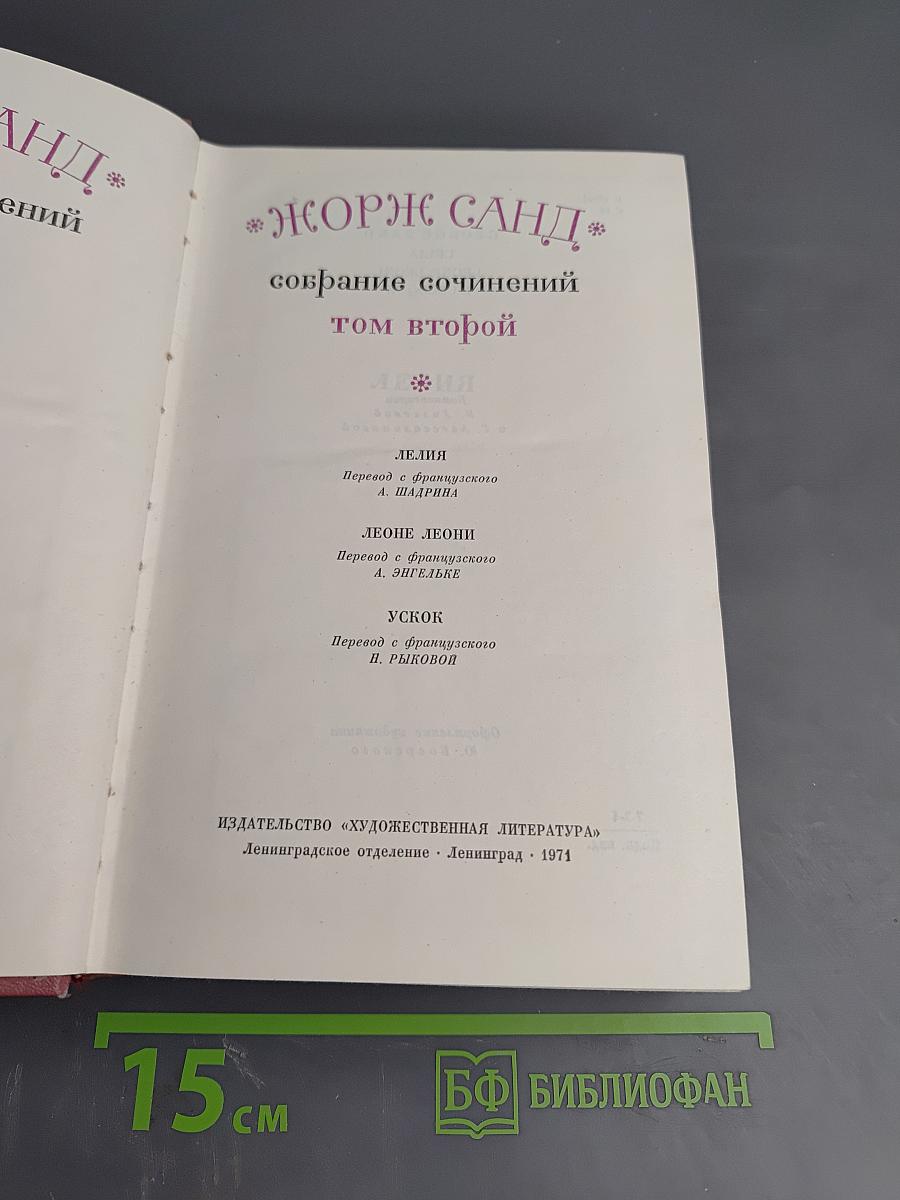 АНД
ений
ЖОРЖ САНД
собрание сочинений
том второй
ЛЕЛИЯ
Перевод с французского
А. ШАДРИНА
ЛЕОНЕ ЛЕОНИ
Перевод с французского
А. ЭНГЕЛЬКЕ
УСКОК
Перевод с французского
Н. РЫКОВОЙ
ИЗДАТЕЛЬСТВО «ХУДОЖЕСТВЕННАЯ ЛИТЕРАТУРА»
Ленинградское отделение · Ленинград · 1971
15 см
БФ БИБЛИОФАН